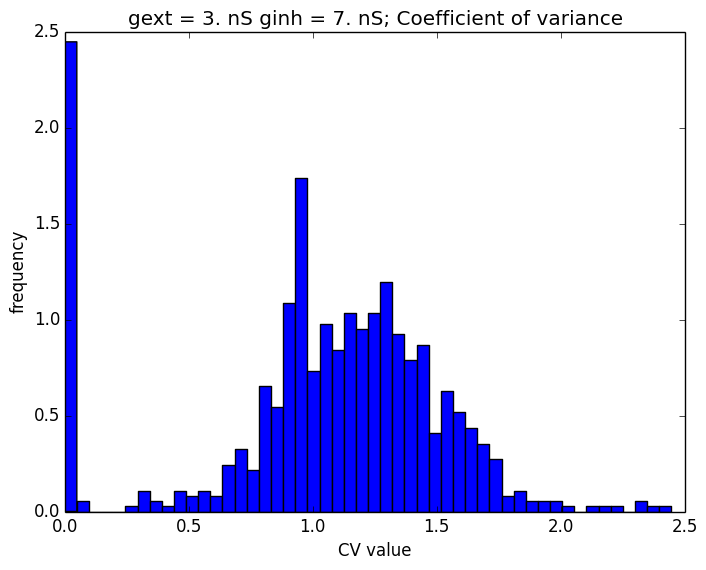 gext = 3. nS ginh = 7. nS; Coefficient of variance
2.5
2.0
1.5
1.0
0.5
0.0
frequency
0.0 0.5 1.0 1.5 2.0 2.5
CV value